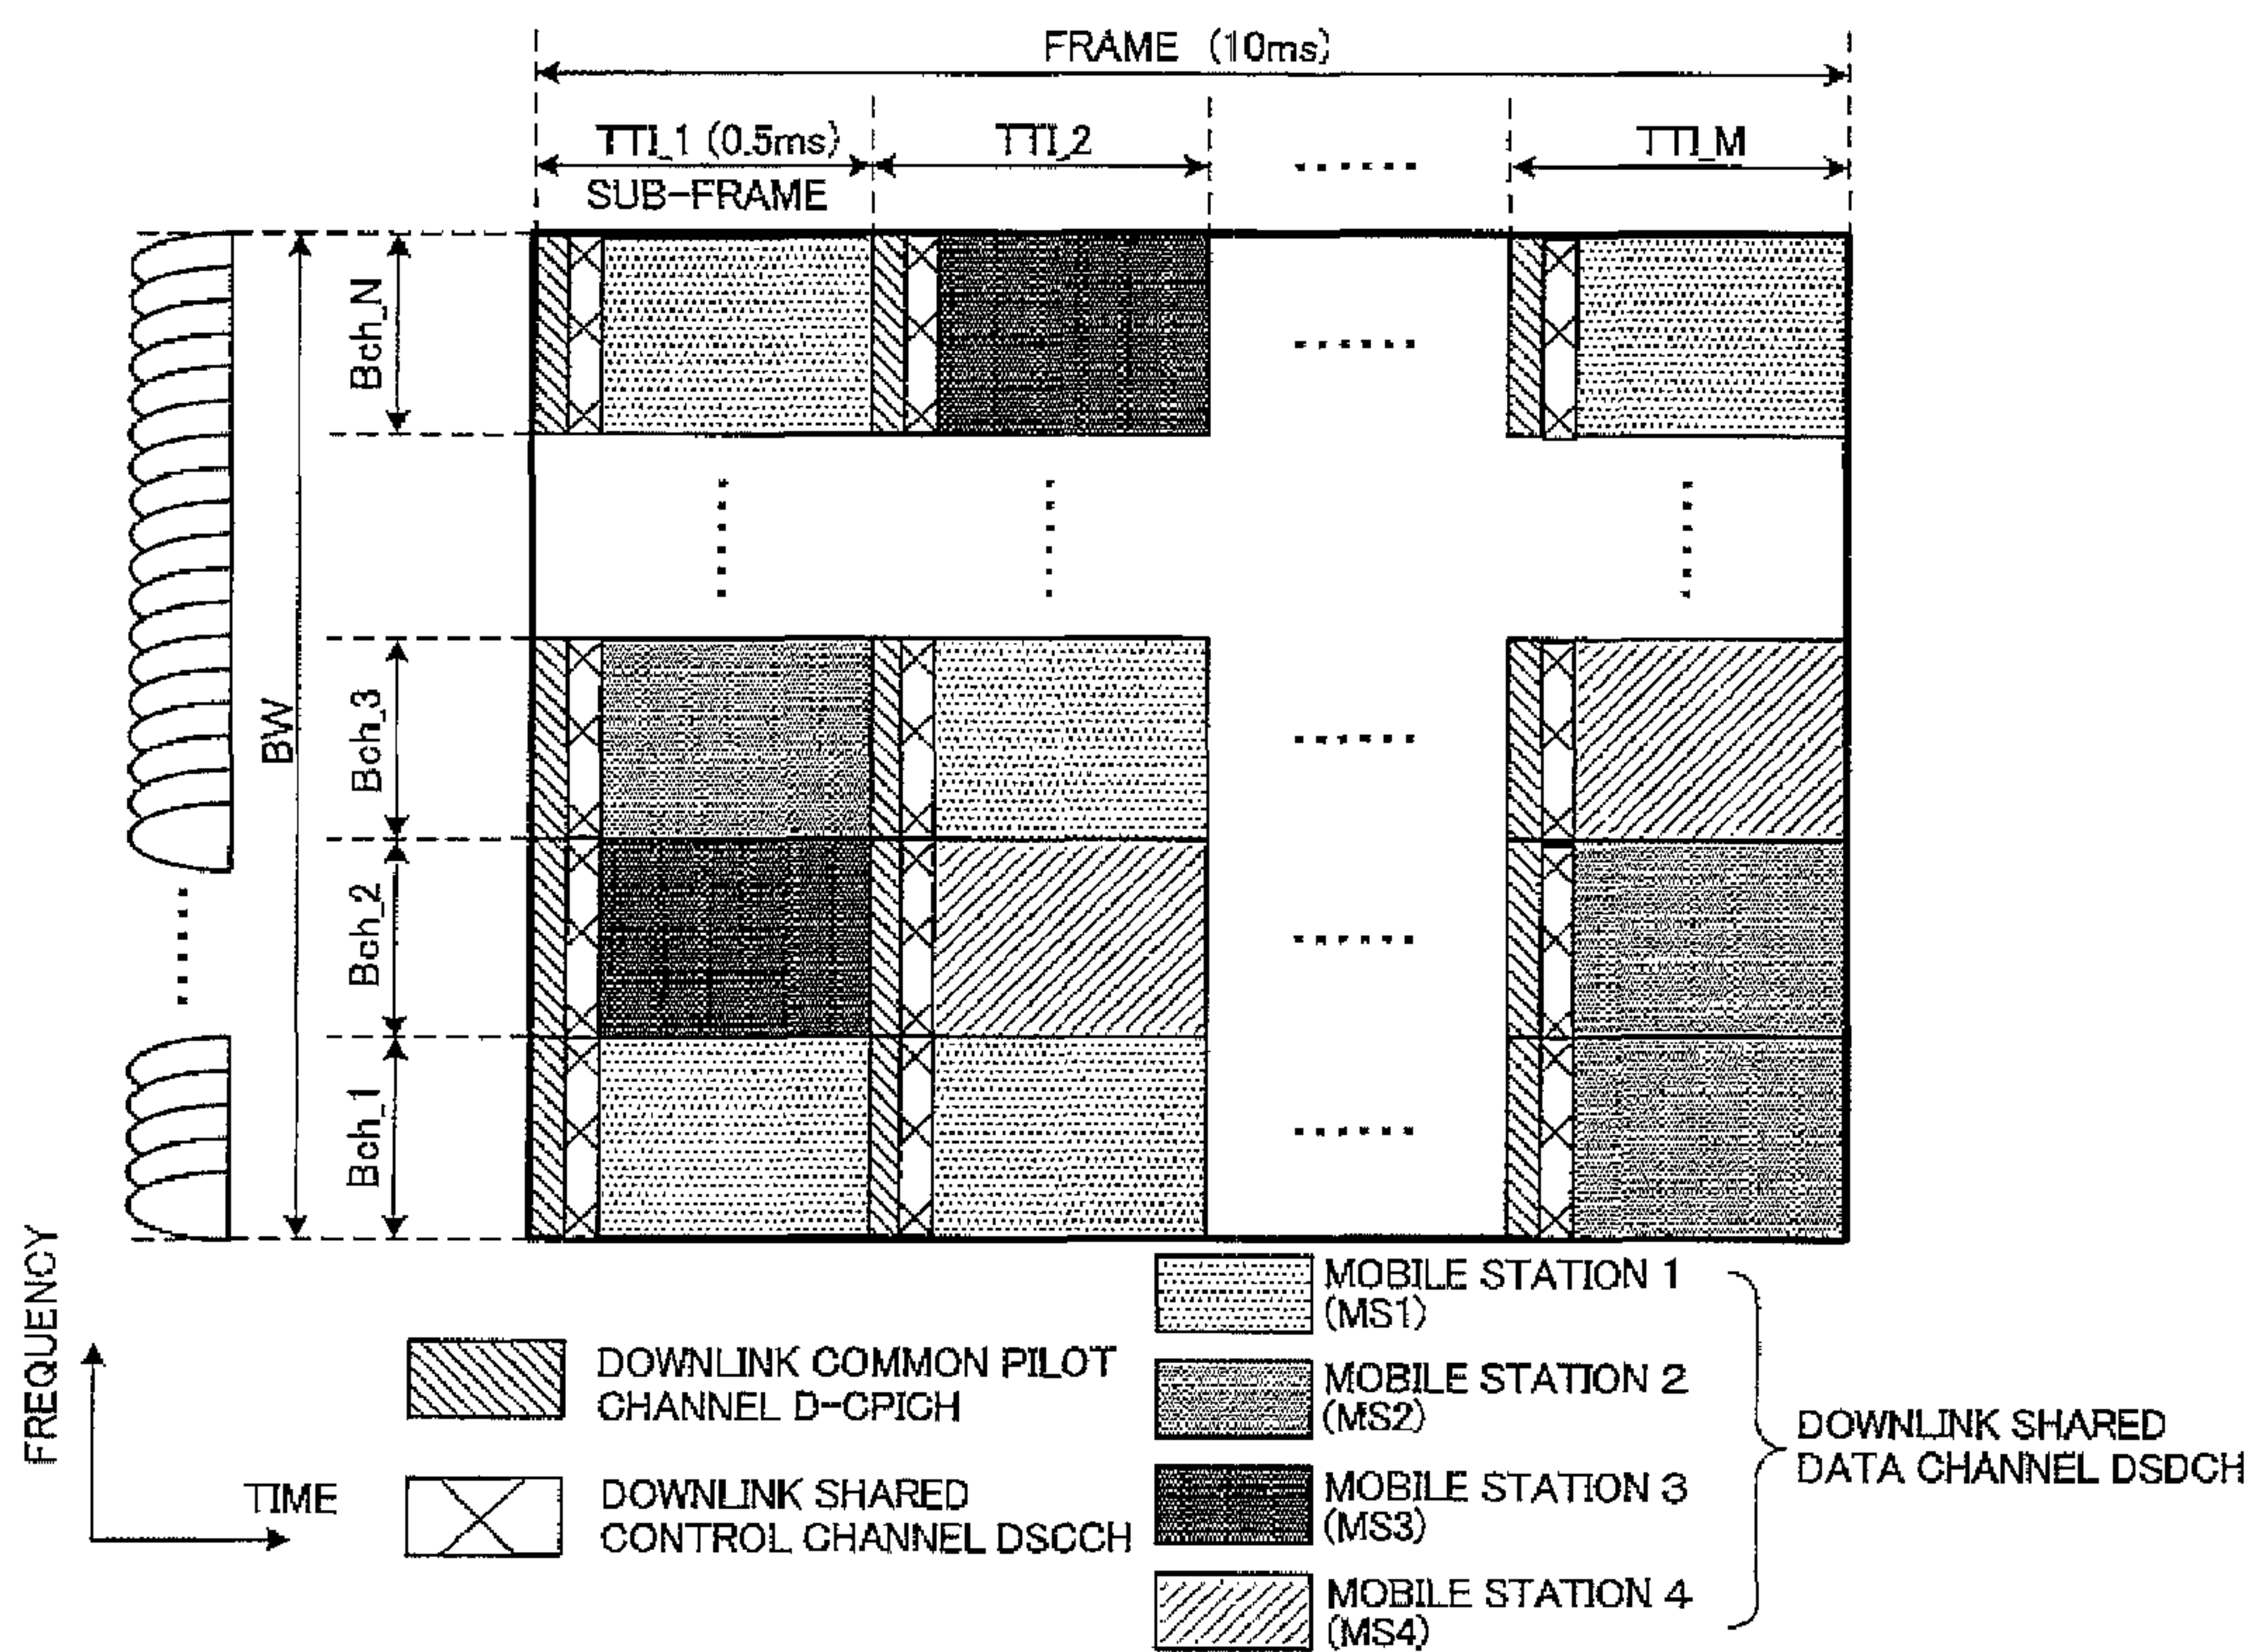 FRAME (10ms)
TTI_1 (0.5ms)
TTI_2
TTI_M
SUB-FRAME
Bch_N
BW
Bch_3
Bch_2
Bch_1
FREQUENCY
TIME
DOWNLINK COMMON PILOT
CHANNEL D-CPICH
DOWNLINK SHARED
CONTROL CHANNEL DSCCH
MOBILE STATION 1
(MS1)
MOBILE STATION 2
(MS2)
MOBILE STATION 3
(MS3)
MOBILE STATION 4
(MS4)
DOWNLINK SHARED
DATA CHANNEL DSDCH